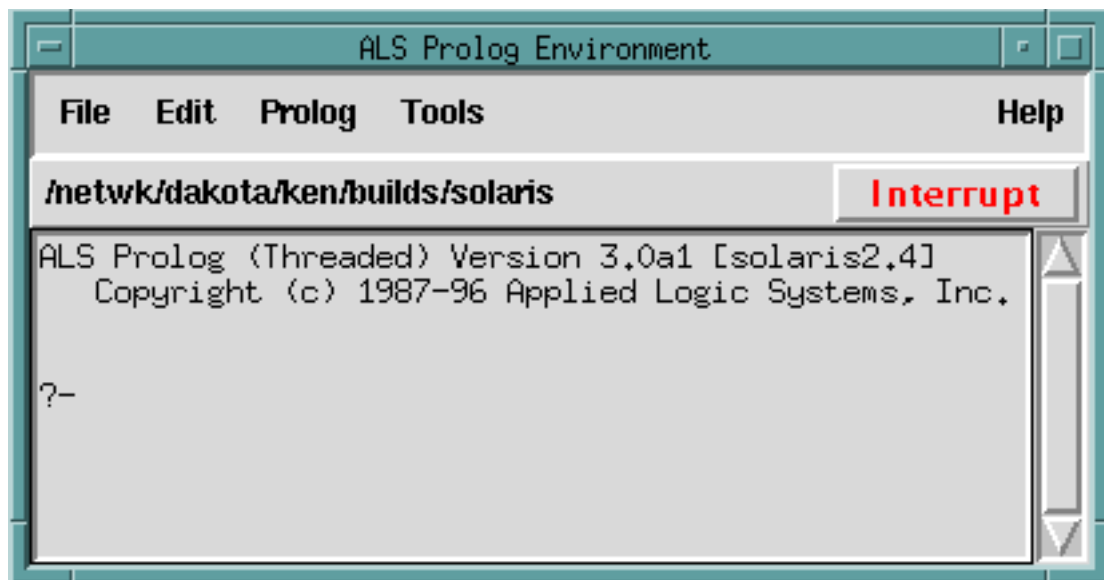 ALS Prolog Environment
File Edit Prolog Tools Help
/netwk/dakota/ken/builds/solaris Interrupt
ALS Prolog (Threaded) Version 3.0a1 [solaris2.4]
Copyright (c) 1987-96 Applied Logic Systems, Inc.
?-